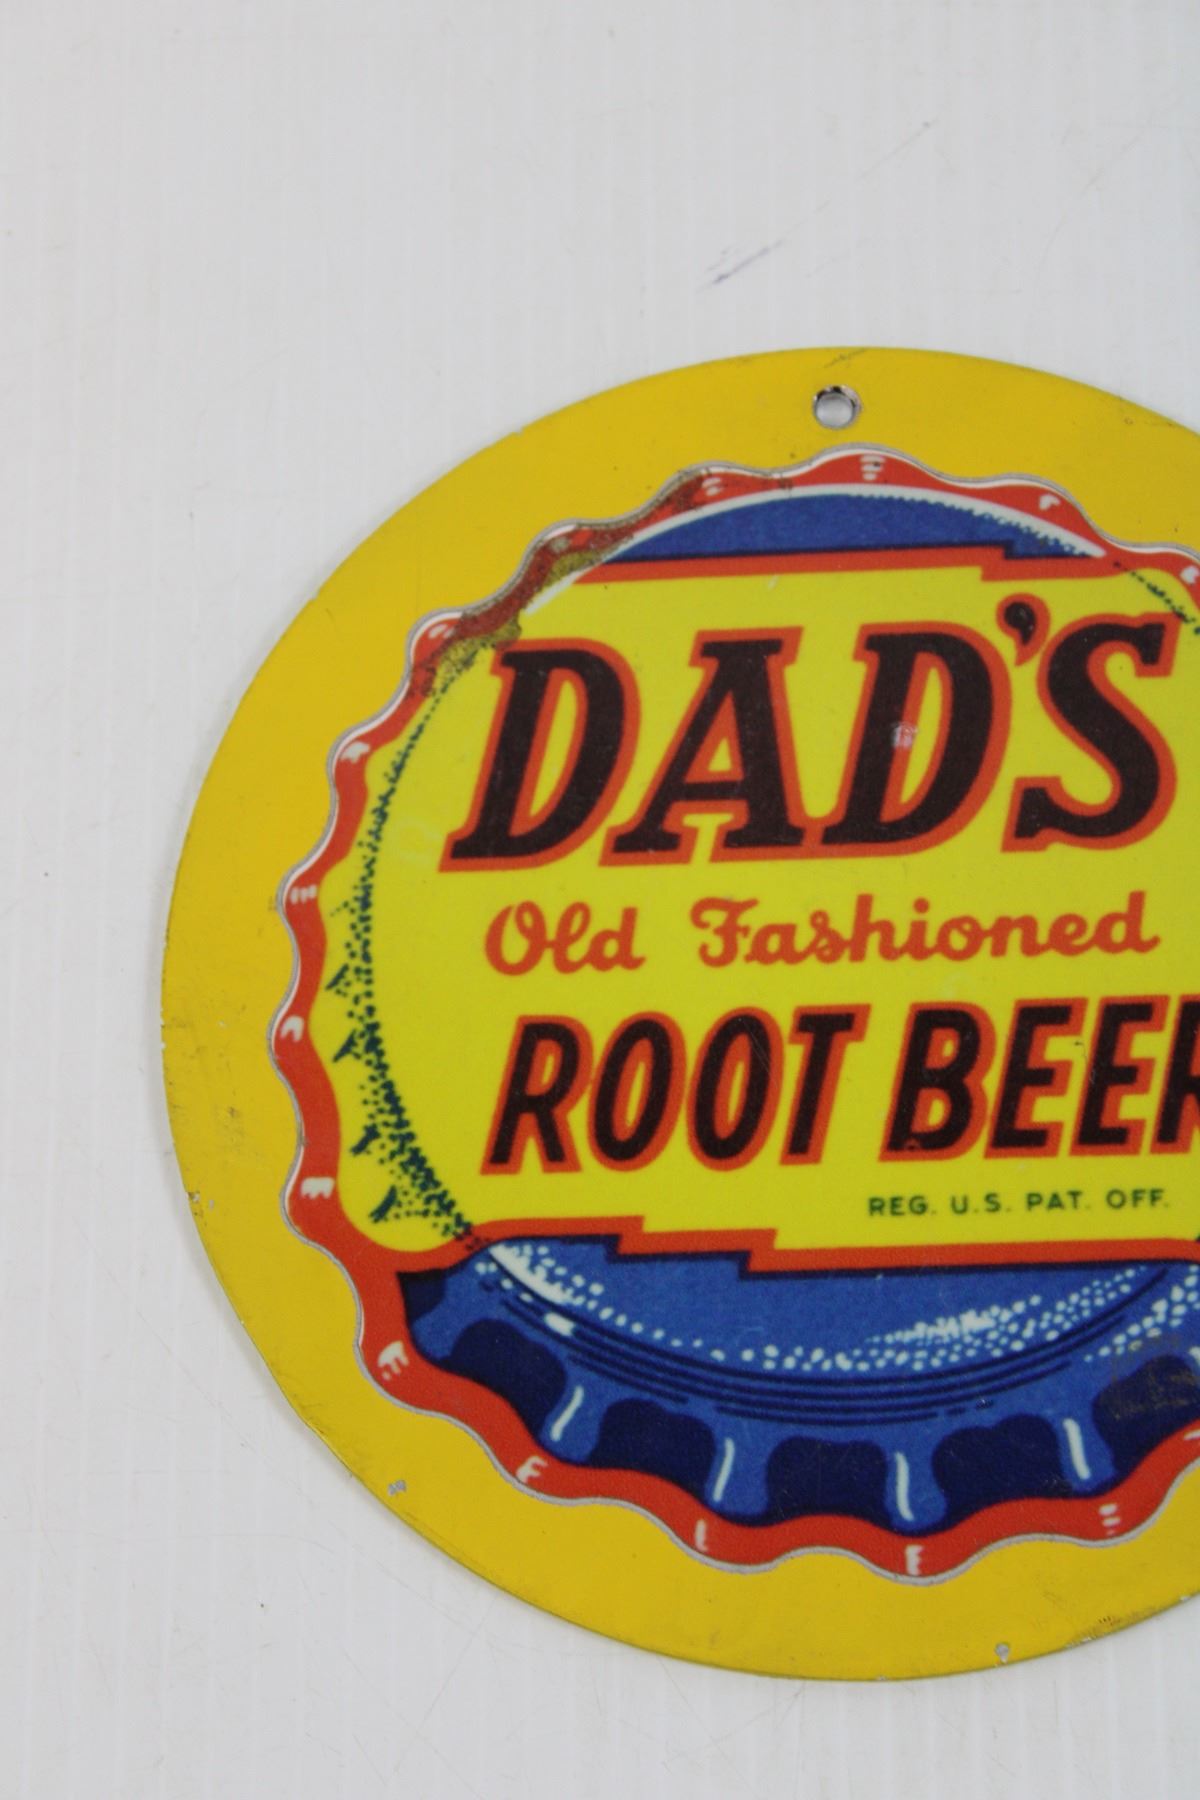 DAD'S
Old Fashioned
ROOT BEER
REG. U.S. PAT. OFF.